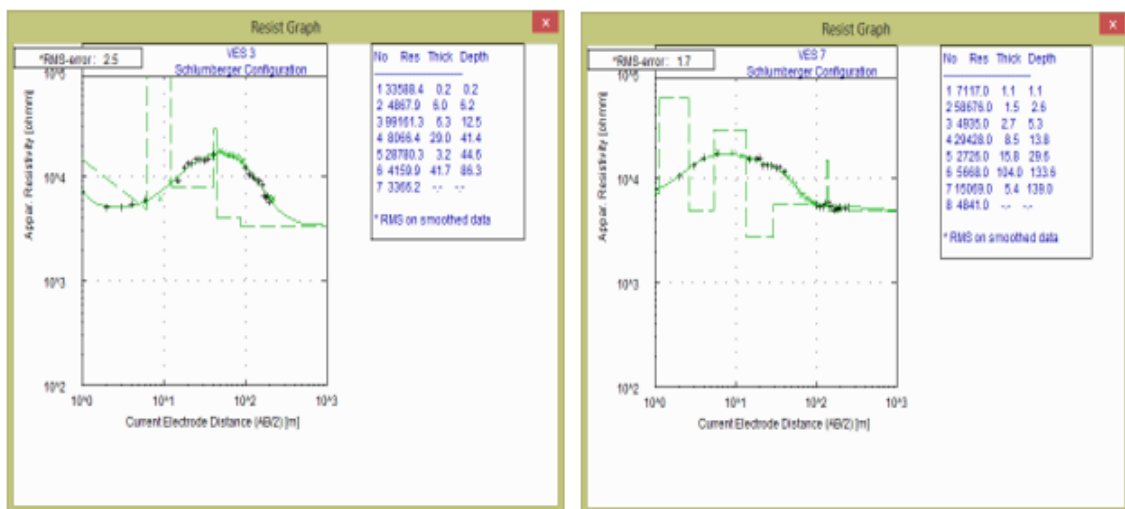 Resist Graph
x
*RMS-error: 2.5
VES 3
Schlumberger Configuration
Appar. Resistivity [ohmm]
10^5
10^4
10^3
10^2
10^0 10^1 10^2 10^3
Current Electrode Distance (AB/2) [m]
No Res Thick Depth
1 33588.4 0.2 0.2
2 4867.9 6.0 6.2
3 99161.3 6.3 12.5
4 8066.4 29.0 41.4
5 28780.3 3.2 44.6
6 4159.9 41.7 86.3
7 3366.2 -.- -.-
* RMS on smoothed data
Resist Graph
x
*RMS-error: 1.7
VES 7
Schlumberger Configuration
Appar. Resistivity [ohmm]
10^5
10^4
10^3
10^2
10^0 10^1 10^2 10^3
Current Electrode Distance (AB/2) [m]
No Res Thick Depth
1 7117.0 1.1 1.1
2 58676.0 1.5 2.6
3 4935.0 2.7 5.3
4 29428.0 8.5 13.8
5 2726.0 15.8 29.6
6 5668.0 104.0 133.6
7 15069.0 5.4 139.0
8 4841.0 -.- -.-
* RMS on smoothed data